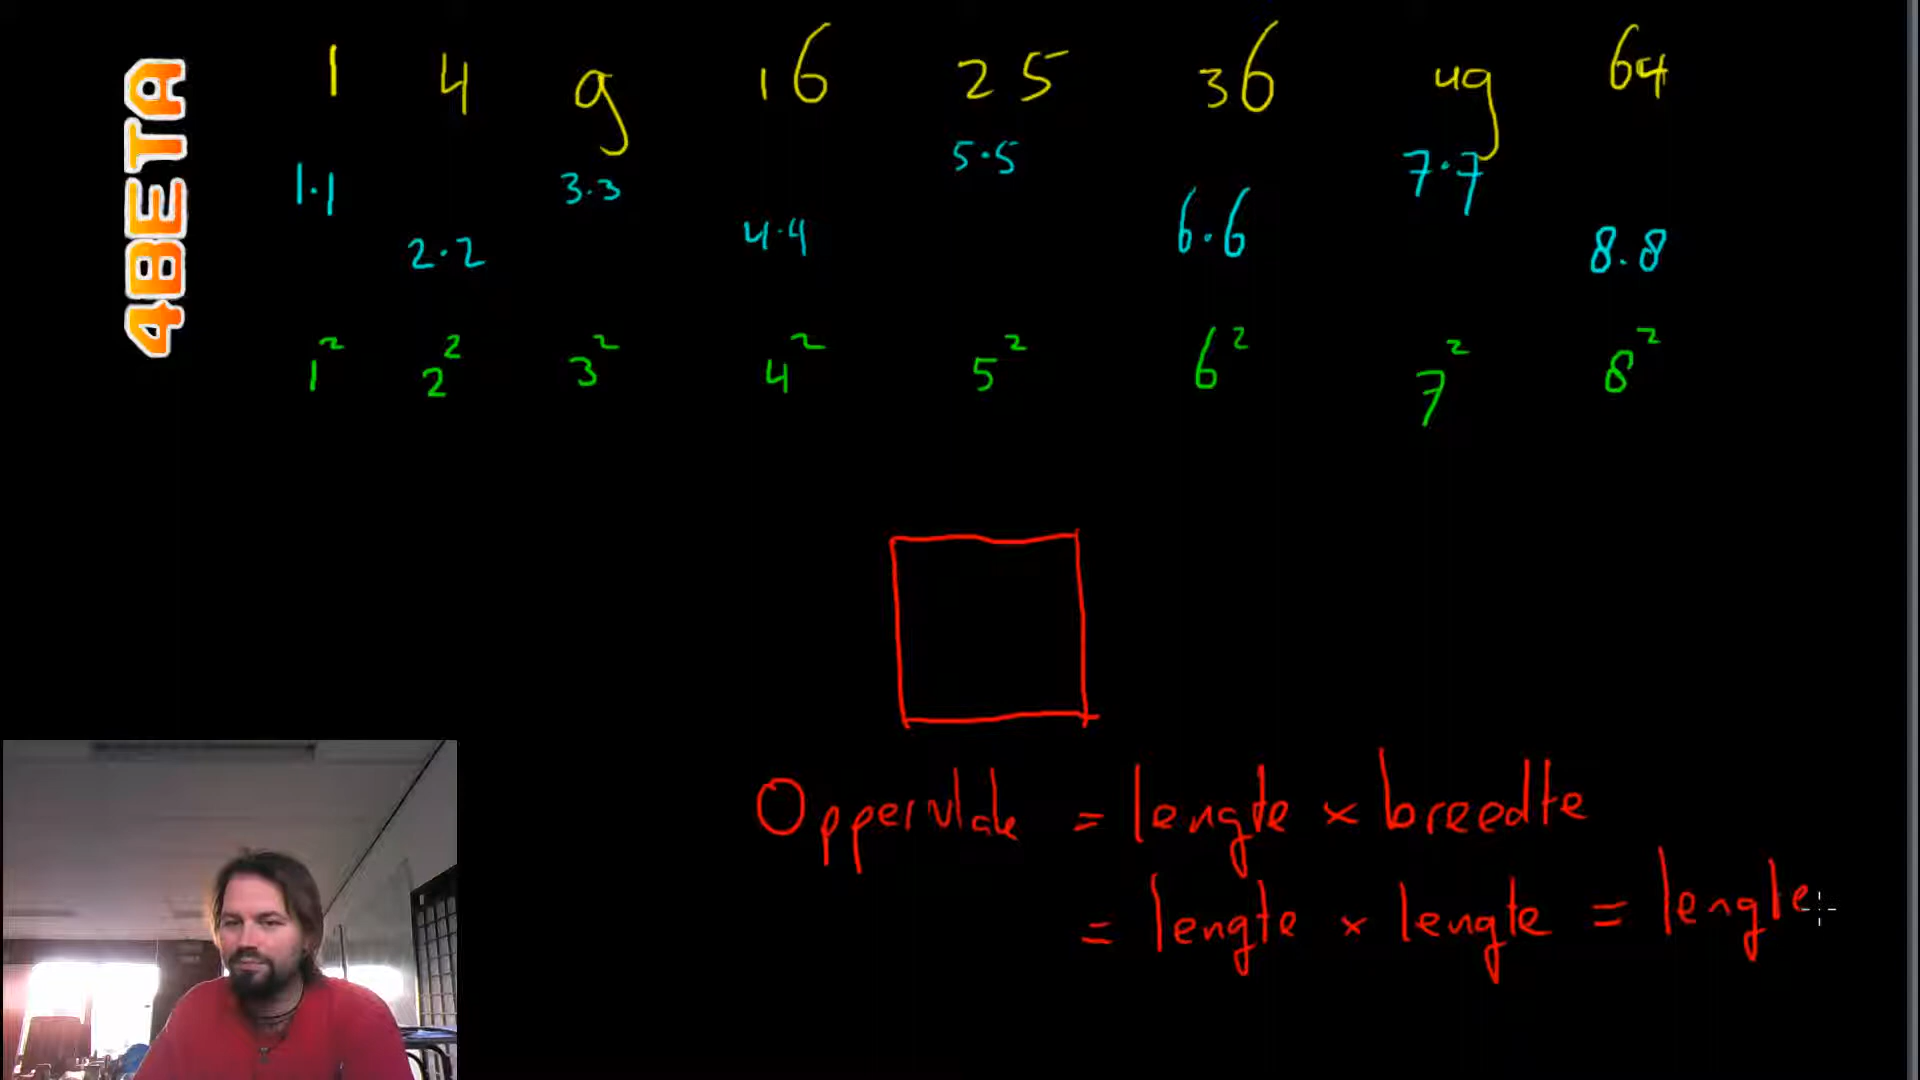 4BETA
1 4 9 16 25 36 49 64
1·1 2·2 3·3 4·4 5·5 6·6 7·7 8·8
1² 2² 3² 4² 5² 6² 7² 8²
Oppervlak = lengte × breedte
= lengte × lengte = lengte